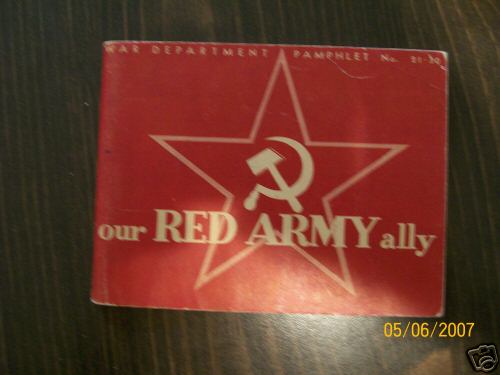 WAR DEPARTMENT PAMPHLET No. 21-30
our RED ARMY ally
05/06/2007